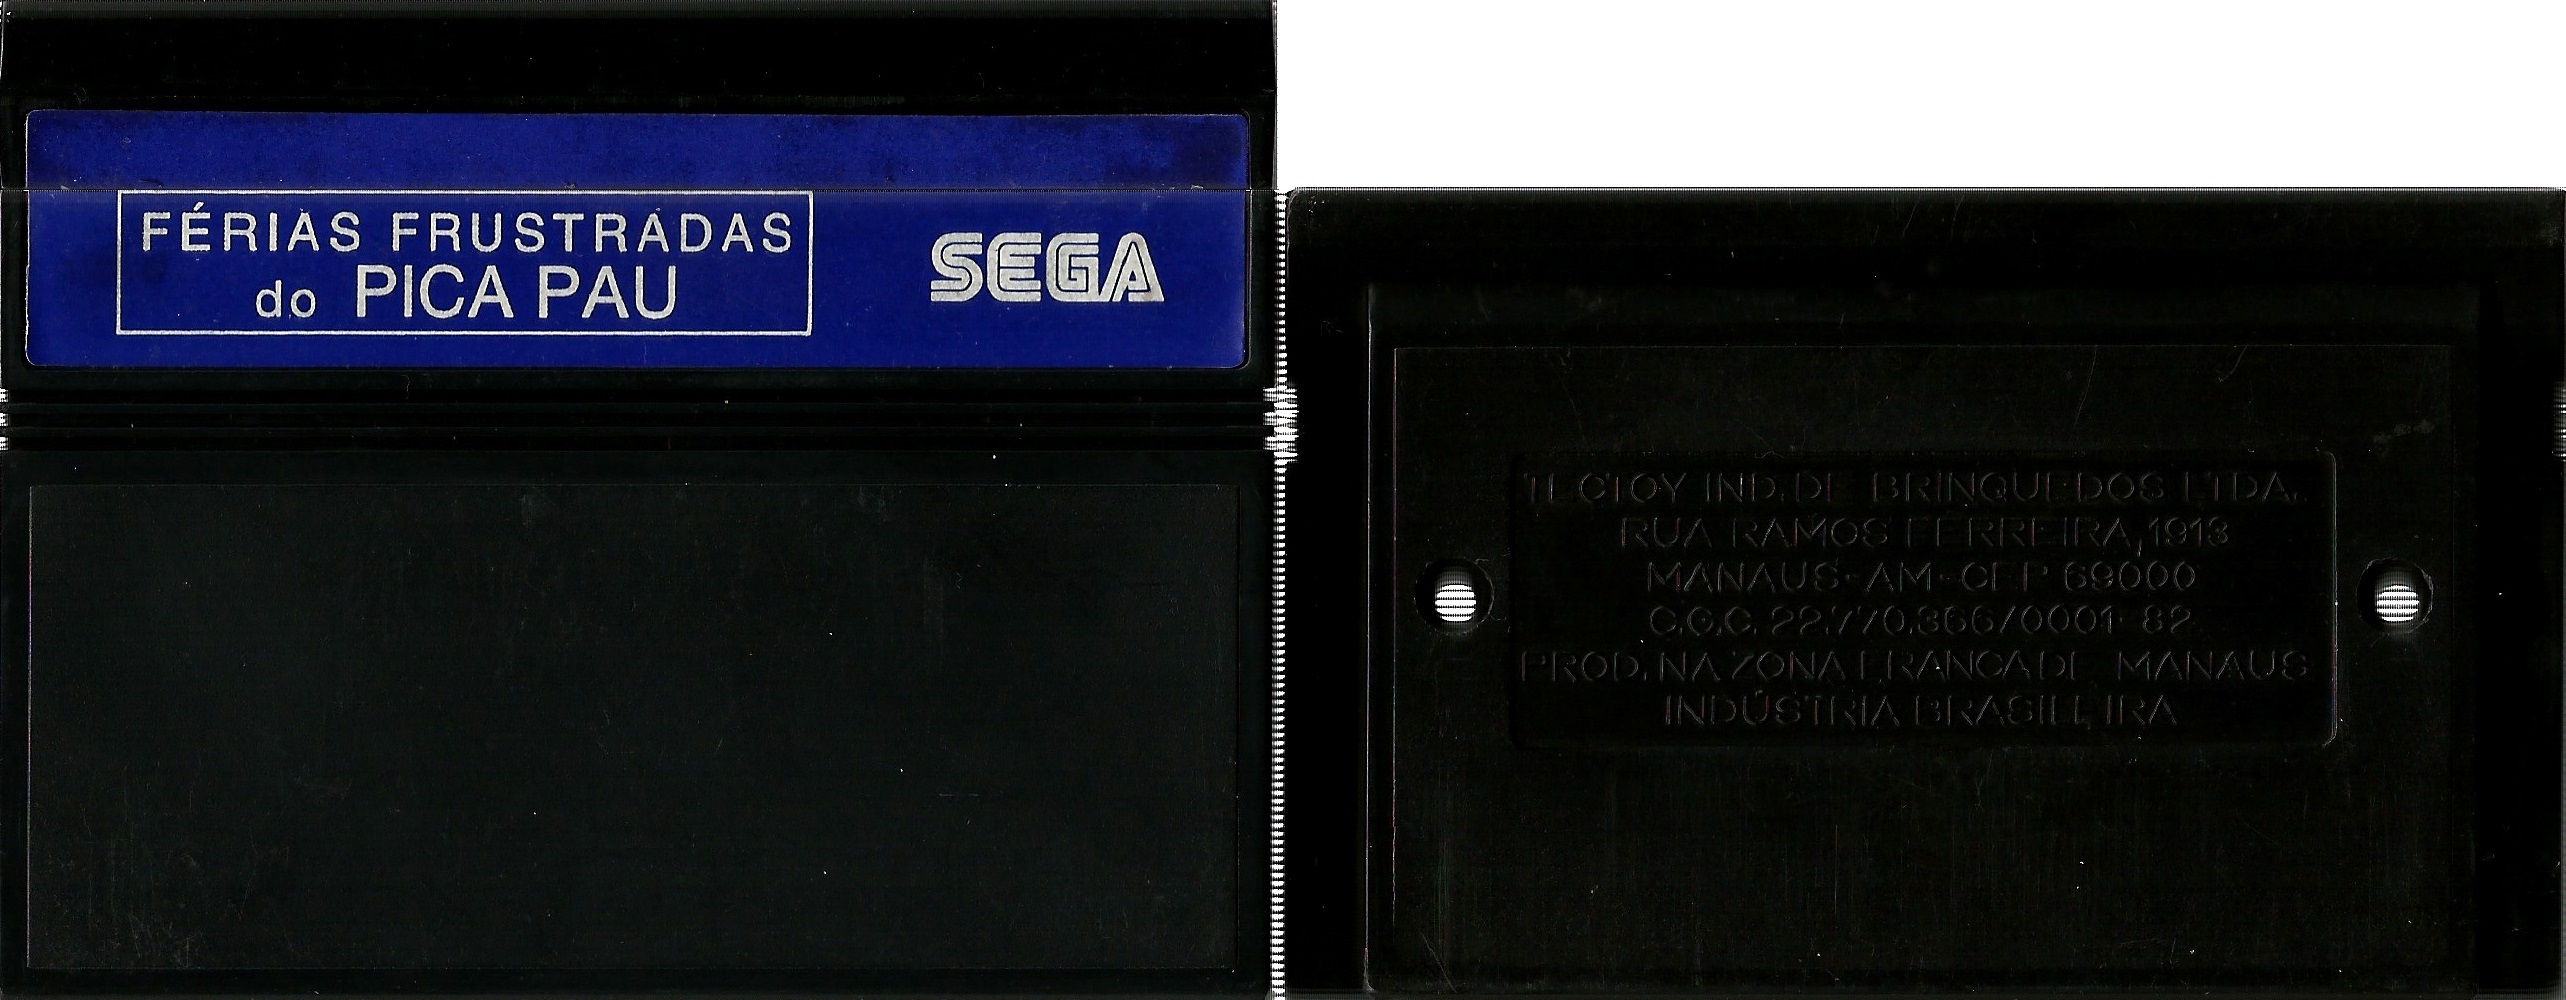 FÉRIAS FRUSTRADAS
do PICA PAU
SEGA
TECTOY IND. DE BRINQUEDOS LTDA.
RUA RAMOS FERREIRA, 1913
MANAUS-AM-CEP 69000
C.G.C. 22.770.366/0001-82
PROD. NA ZONA FRANCA DE MANAUS
INDÚSTRIA BRASILEIRA